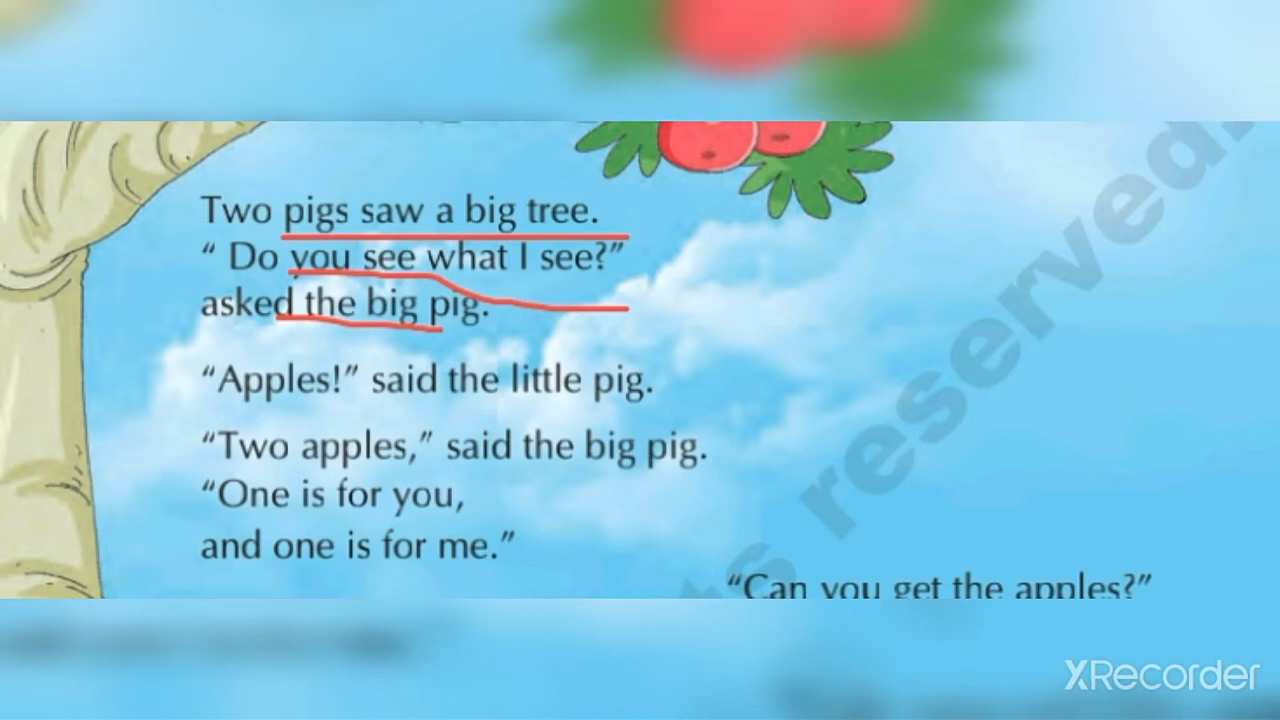 Two pigs saw a big tree.
“ Do you see what I see?”
asked the big pig.
“Apples!” said the little pig.
“Two apples,” said the big pig.
“One is for you,
and one is for me.”
“Can you get the apples?”
ts reserved.
XRecorder